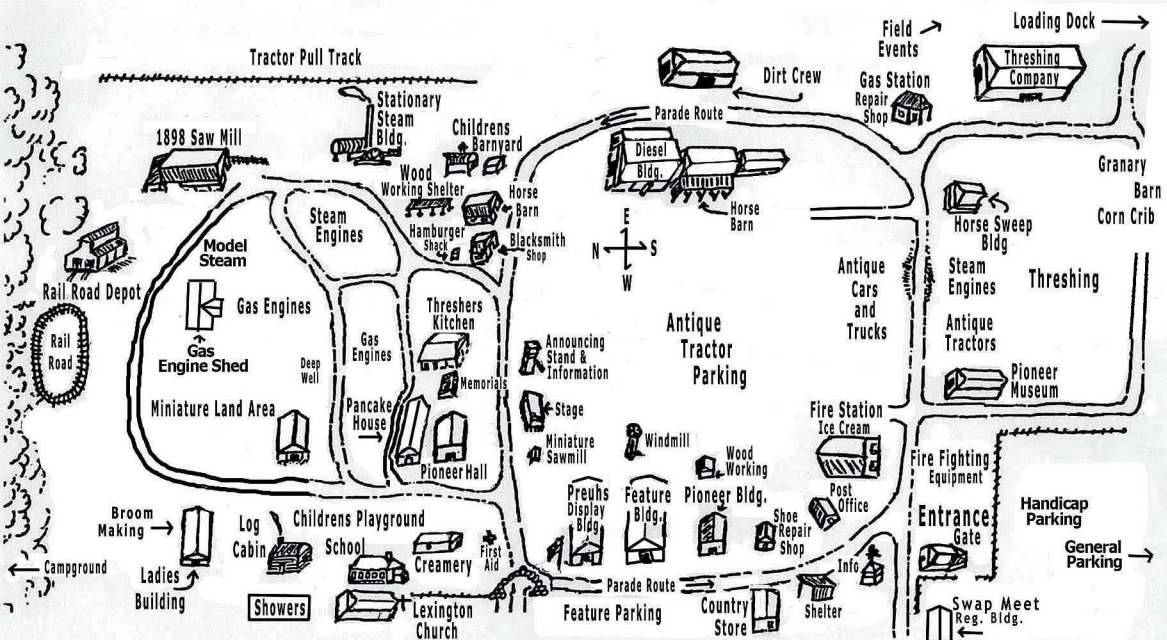 Loading Dock
Field
Events
Threshing
Company
Tractor Pull Track
Dirt Crew
Gas Station
Repair
Shop
Stationary
Steam
Bldg.
Parade Route
1898 Saw Mill
Childrens
Barnyard
Diesel
Bldg.
Granary
Barn
Corn Crib
Wood
Working Shelter
Horse
Barn
Horse
Barn
Steam
Engines
Hamburger
Shack
Blacksmith
Shop
E
N
S
W
Horse Sweep
Bldg
Model
Steam
Rail Road Depot
Antique
Cars
and
Trucks
Steam
Engines
Threshing
Gas Engines
Threshers
Kitchen
Antique
Tractor
Parking
Antique
Tractors
Rail
Road
Gas
Engine Shed
Gas
Engines
Deep
Well
Announcing
Stand &
Information
Memorials
Pioneer
Museum
Miniature Land Area
Pancake
House
Stage
Fire Station
Ice Cream
Pioneer Hall
Miniature
Sawmill
Windmill
Wood
Working
Fire Fighting
Equipment
Preuhs
Display
Bldg.
Feature
Bldg.
Pioneer Bldg.
Post
Office
Handicap
Parking
Broom
Making
Log
Cabin
Childrens Playground
School
Creamery
First
Aid
Shoe
Repair
Shop
Entrance
Gate
General
Parking
Campground
Ladies
Building
Info
Showers
Lexington
Church
Parade Route
Feature Parking
Country
Store
Shelter
Swap Meet
Reg. Bldg.